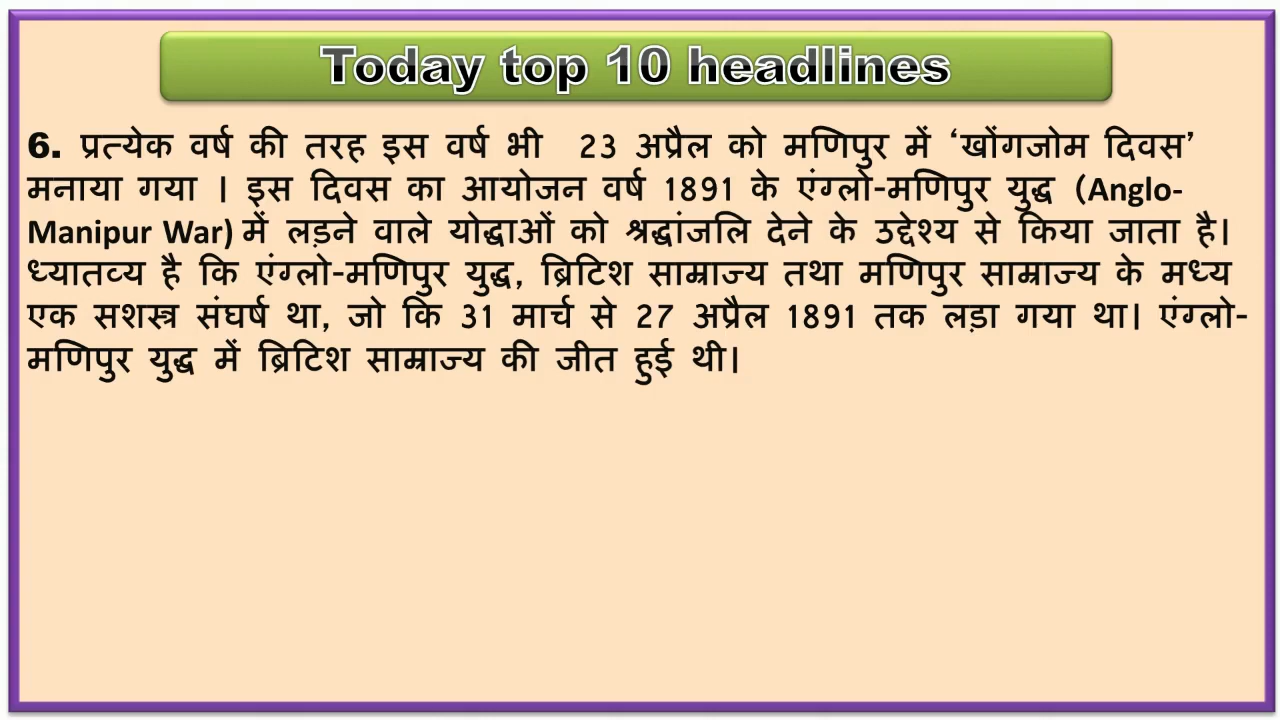 Today top 10 headlines
6. प्रत्येक वर्ष की तरह इस वर्ष भी 23 अप्रैल को मणिपुर में ‘खोंगजोम दिवस’
मनाया गया । इस दिवस का आयोजन वर्ष 1891 के एंग्लो-मणिपुर युद्ध (Anglo-
Manipur War) में लड़ने वाले योद्धाओं को श्रद्धांजलि देने के उद्देश्य से किया जाता है।
ध्यातव्य है कि एंग्लो-मणिपुर युद्ध, ब्रिटिश साम्राज्य तथा मणिपुर साम्राज्य के मध्य
एक सशस्त्र संघर्ष था, जो कि 31 मार्च से 27 अप्रैल 1891 तक लड़ा गया था। एंग्लो-
मणिपुर युद्ध में ब्रिटिश साम्राज्य की जीत हुई थी।